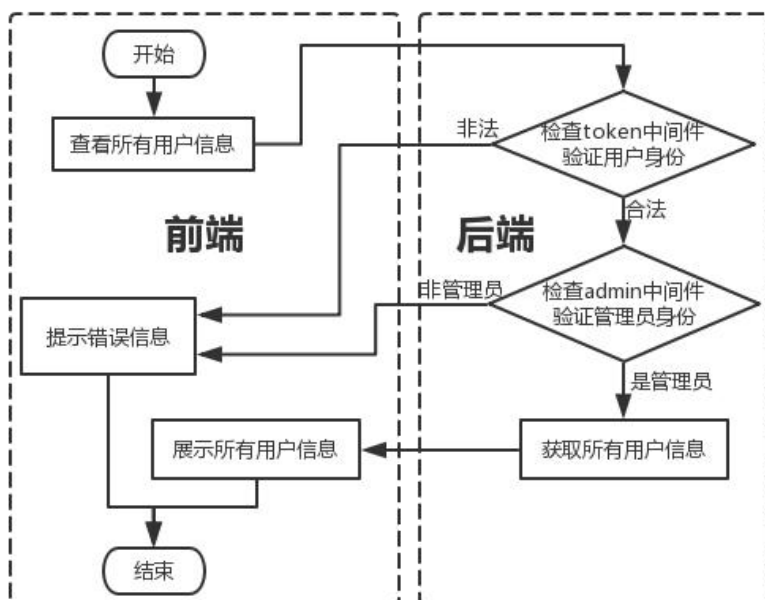 开始
查看所有用户信息
非法
检查token中间件
验证用户身份
合法
前端
后端
非管理员
检查admin中间件
验证管理员身份
提示错误信息
是管理员
展示所有用户信息
获取所有用户信息
结束